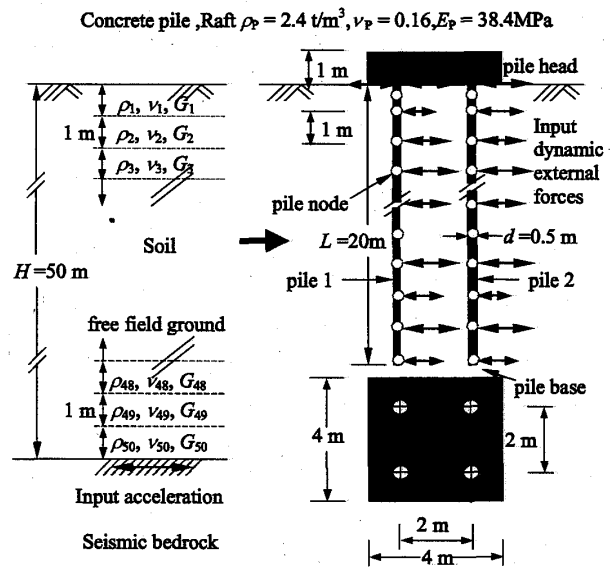 Concrete pile ,Raft ρP = 2.4 t/m³, νP = 0.16, EP = 38.4MPa
1 m
pile head
ρ1, ν1, G1
1 m
ρ2, ν2, G2
1 m
ρ3, ν3, G3
Input
dynamic
external
forces
pile node
Soil
L =20m
d=0.5 m
H=50 m
pile 1
pile 2
free field ground
ρ48, ν48, G48
pile base
1 m
ρ49, ν49, G49
4 m
2 m
ρ50, ν50, G50
Input acceleration
2 m
Seismic bedrock
4 m